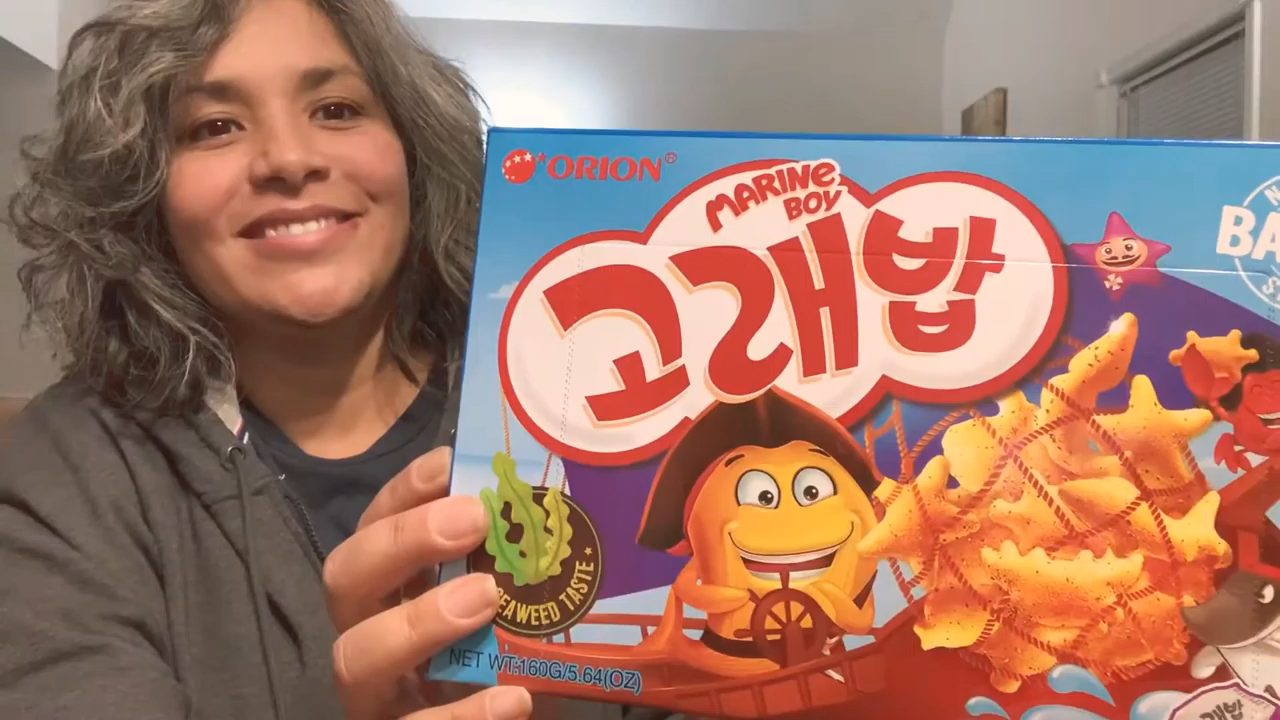 ORION®
MARINE
BOY
고래밥
SEAWEED TASTE
NET WT:160G/5.64(OZ)